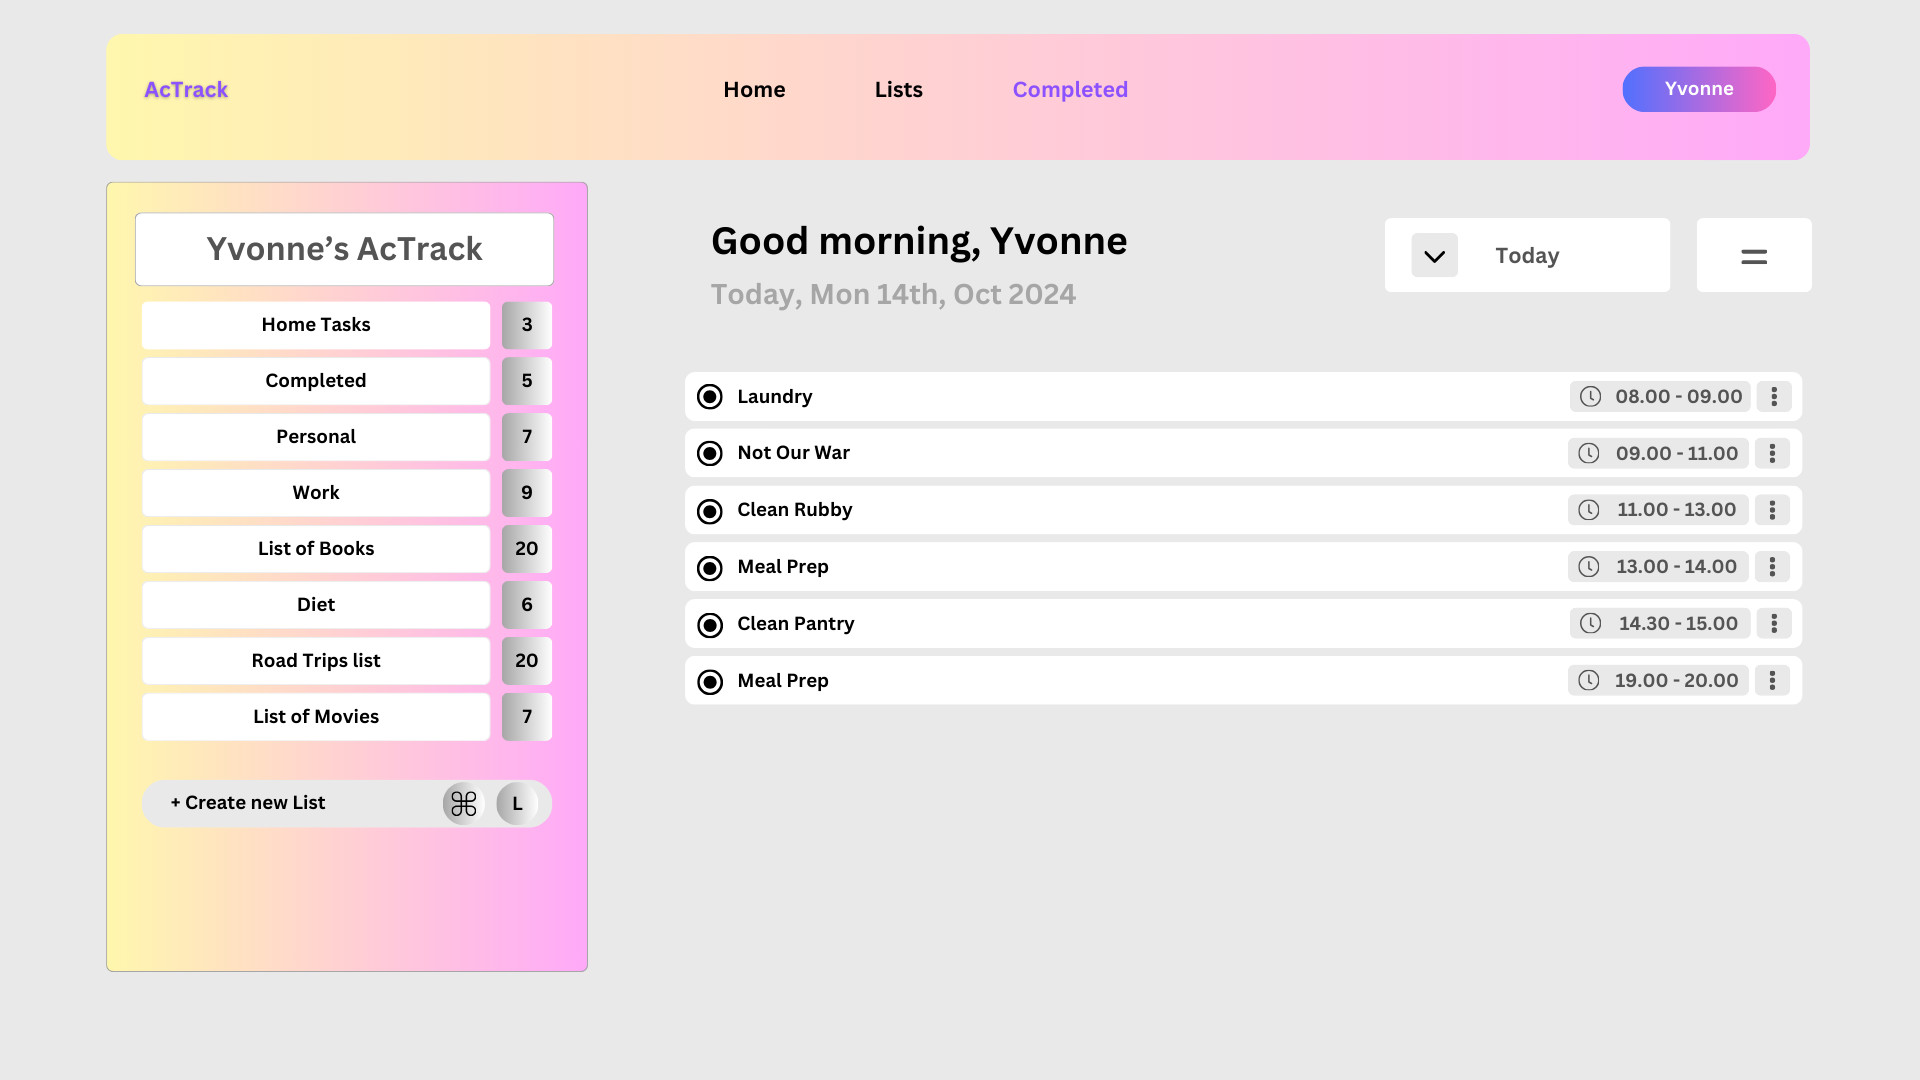 AcTrack
Home
Lists
Completed
Yvonne
Yvonne’s AcTrack
Home Tasks 3
Completed 5
Personal 7
Work 9
List of Books 20
Diet 6
Road Trips list 20
List of Movies 7
+ Create new List ⌘ L
Good morning, Yvonne
Today, Mon 14th, Oct 2024
Today
Laundry 08.00 - 09.00
Not Our War 09.00 - 11.00
Clean Rubby 11.00 - 13.00
Meal Prep 13.00 - 14.00
Clean Pantry 14.30 - 15.00
Meal Prep 19.00 - 20.00